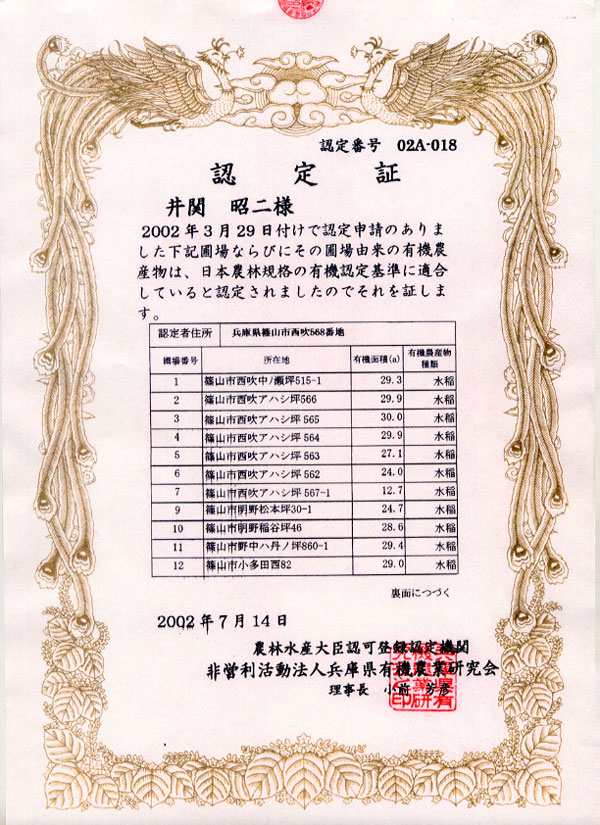 認定番号 02A-018
認定証
井関 昭二様
2002年3月29日付けで認定申請のありま
した下記圃場ならびにその圃場由来の有機農
産物は、日本農林規格の有機認定基準に適合
していると認定されましたのでそれを証しま
す。
認定者住所 兵庫県篠山市西吹568番地
圃場番号 所在地 有機面積(a) 有機農産物種類
1 篠山市西吹中ノ瀬坪515-1 29.3 水稲
2 篠山市西吹アハシ坪566 29.9 水稲
3 篠山市西吹アハシ坪 565 30.0 水稲
4 篠山市西吹アハシ坪 564 29.9 水稲
5 篠山市西吹アハシ坪 563 27.1 水稲
6 篠山市西吹アハシ坪 562 24.0 水稲
7 篠山市西吹アハシ坪 567-1 12.7 水稲
9 篠山市明野松本坪30-1 24.7 水稲
10 篠山市明野稲谷坪46 28.6 水稲
11 篠山市野中ハ丹ノ坪860-1 29.4 水稲
12 篠山市小多田西82 29.0 水稲
裏面につづく
2002年7月14日
農林水産大臣認可登録認定機関
非営利活動法人兵庫県有機農業研究会
理事長 小前 芳彦